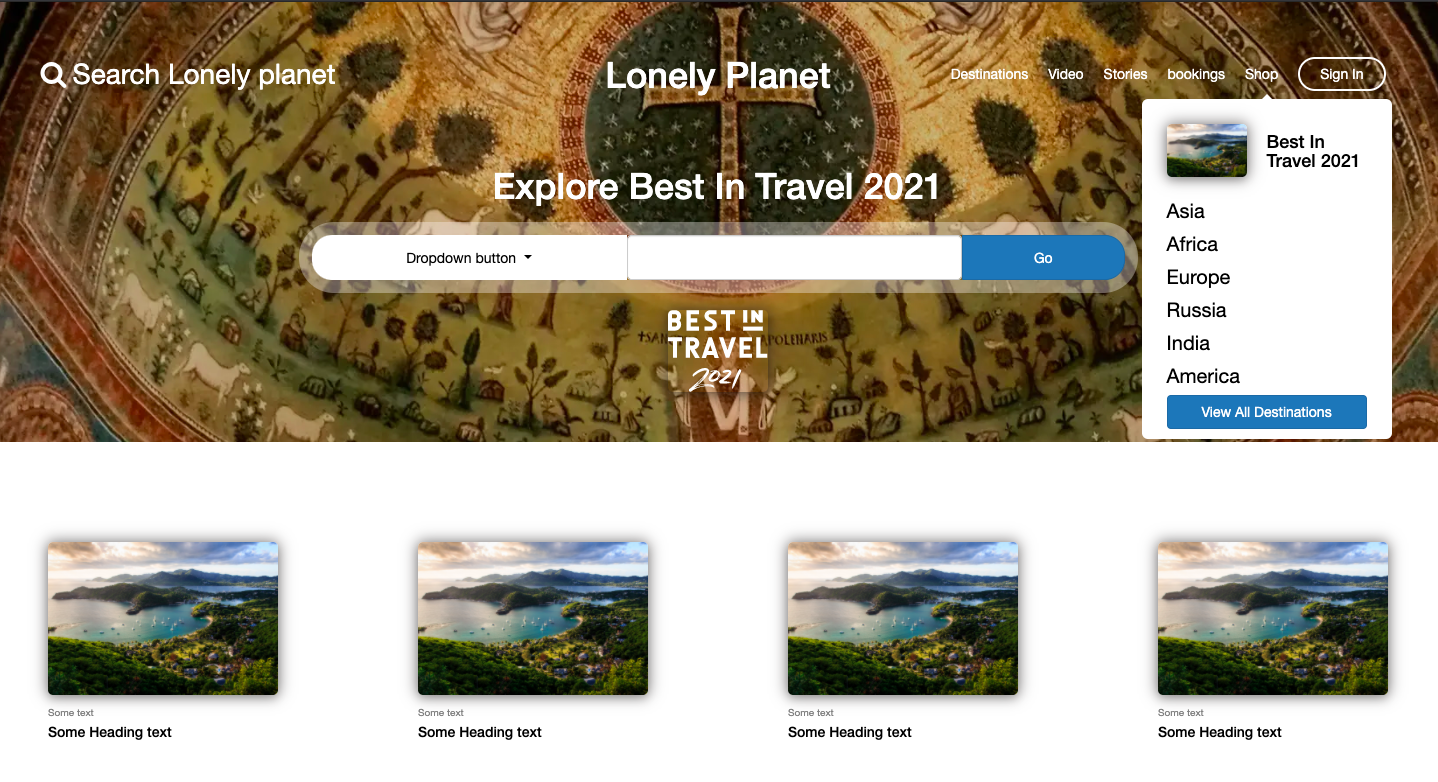 Search Lonely planet
Lonely Planet
Destinations
Video
Stories
bookings
Shop
Sign In
Best In
Travel 2021
Asia
Africa
Europe
Russia
India
America
View All Destinations
Explore Best In Travel 2021
Dropdown button
Go
BEST IN
TRAVEL
2021
POLENARIS
Some text
Some Heading text
Some text
Some Heading text
Some text
Some Heading text
Some text
Some Heading text